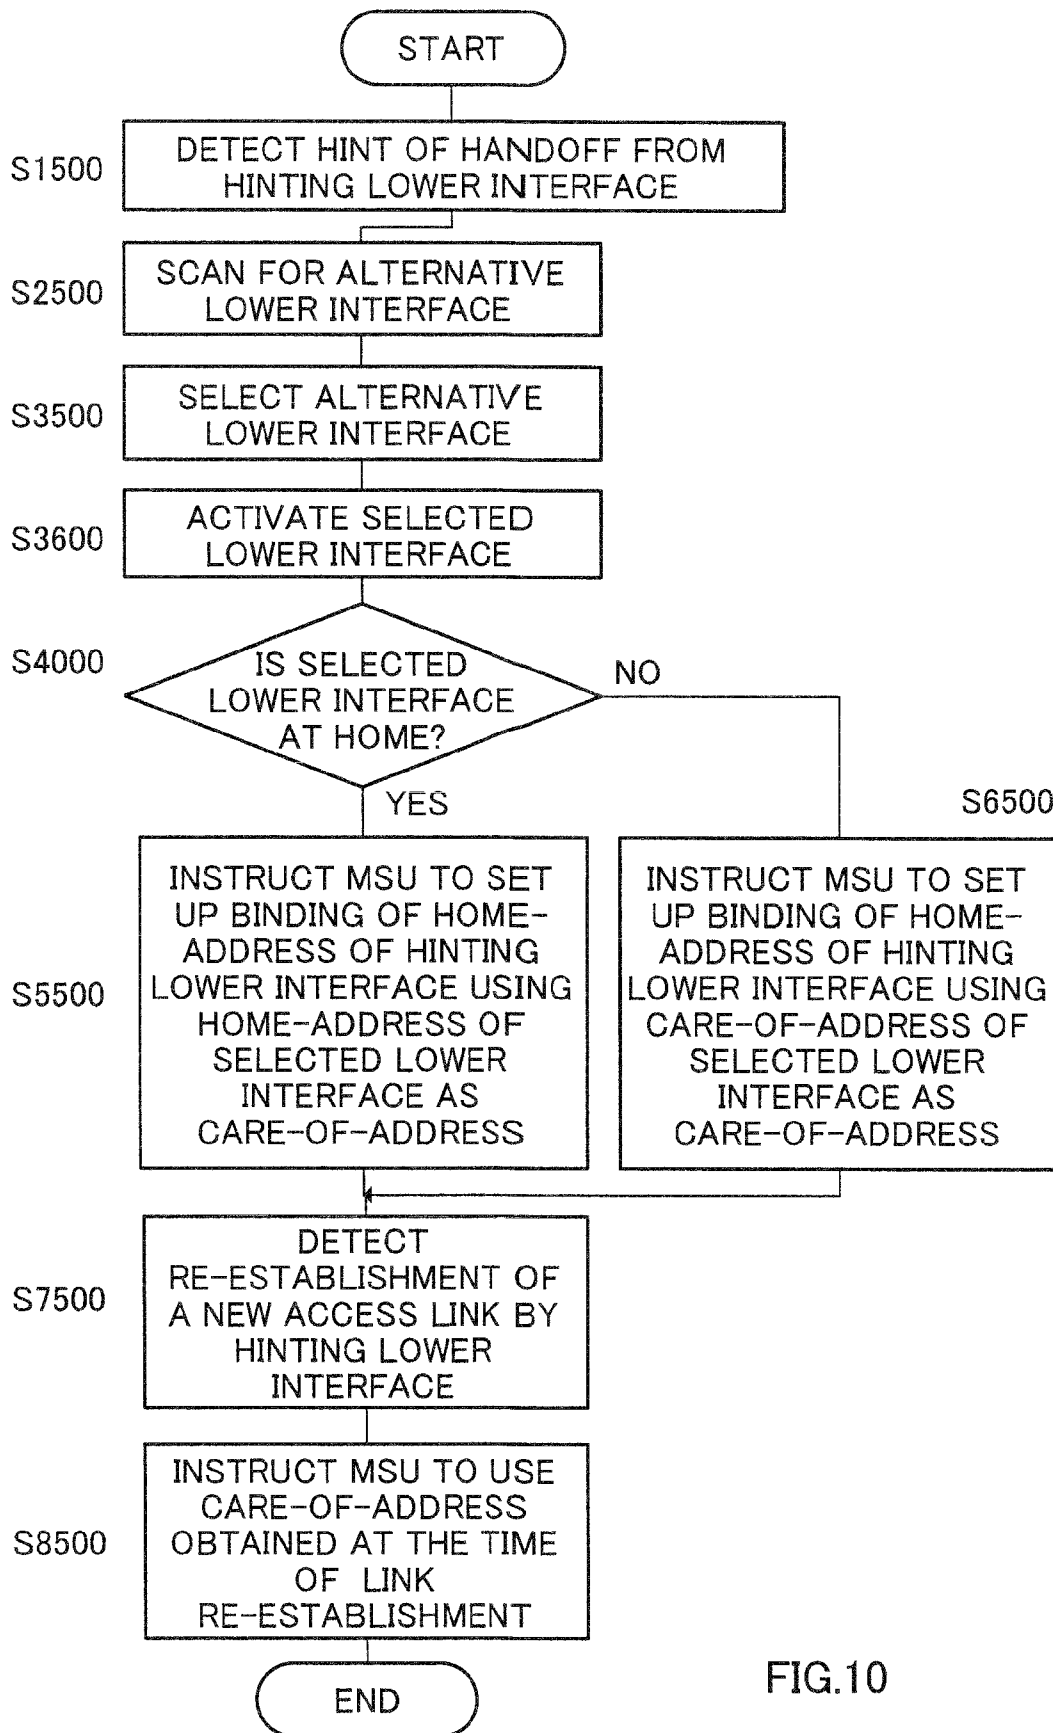 START
S1500
DETECT HINT OF HANDOFF FROM
HINTING LOWER INTERFACE
S2500
SCAN FOR ALTERNATIVE
LOWER INTERFACE
S3500
SELECT ALTERNATIVE
LOWER INTERFACE
S3600
ACTIVATE SELECTED
LOWER INTERFACE
S4000
IS SELECTED
LOWER INTERFACE
AT HOME?
NO
YES
S5500
INSTRUCT MSU TO SET
UP BINDING OF HOME-
ADDRESS OF HINTING
LOWER INTERFACE USING
HOME-ADDRESS OF
SELECTED LOWER
INTERFACE AS
CARE-OF-ADDRESS
S6500
INSTRUCT MSU TO SET
UP BINDING OF HOME-
ADDRESS OF HINTING
LOWER INTERFACE USING
CARE-OF-ADDRESS OF
SELECTED LOWER
INTERFACE AS
CARE-OF-ADDRESS
S7500
DETECT
RE-ESTABLISHMENT OF
A NEW ACCESS LINK BY
HINTING LOWER
INTERFACE
S8500
INSTRUCT MSU TO USE
CARE-OF-ADDRESS
OBTAINED AT THE TIME
OF LINK
RE-ESTABLISHMENT
END
FIG.10